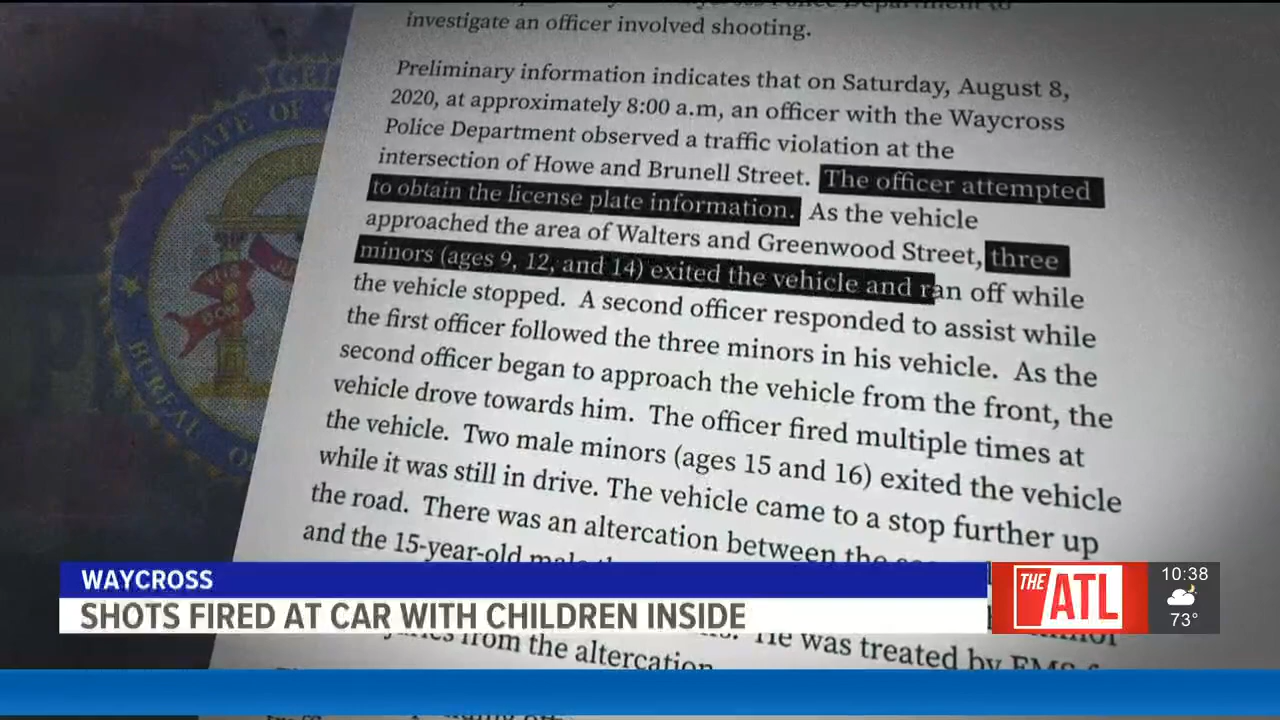 investigate an officer involved shooting.
Preliminary information indicates that on Saturday, August 8,
2020, at approximately 8:00 a.m, an officer with the Waycross
Police Department observed a traffic violation at the
intersection of Howe and Brunell Street. The officer attempted
to obtain the license plate information. As the vehicle
approached the area of Walters and Greenwood Street, three
minors (ages 9, 12, and 14) exited the vehicle and ran off while
the vehicle stopped. A second officer responded to assist while
the first officer followed the three minors in his vehicle. As the
second officer began to approach the vehicle from the front, the
vehicle drove towards him. The officer fired multiple times at
the vehicle. Two male minors (ages 15 and 16) exited the vehicle
while it was still in drive. The vehicle came to a stop further up
the road. There was an altercation between the
and the 15-year-old male
He was treated by EMS
from the altercation
STATE OF
BUREAU
WAYCROSS
SHOTS FIRED AT CAR WITH CHILDREN INSIDE
THE ATL
10:38
73°